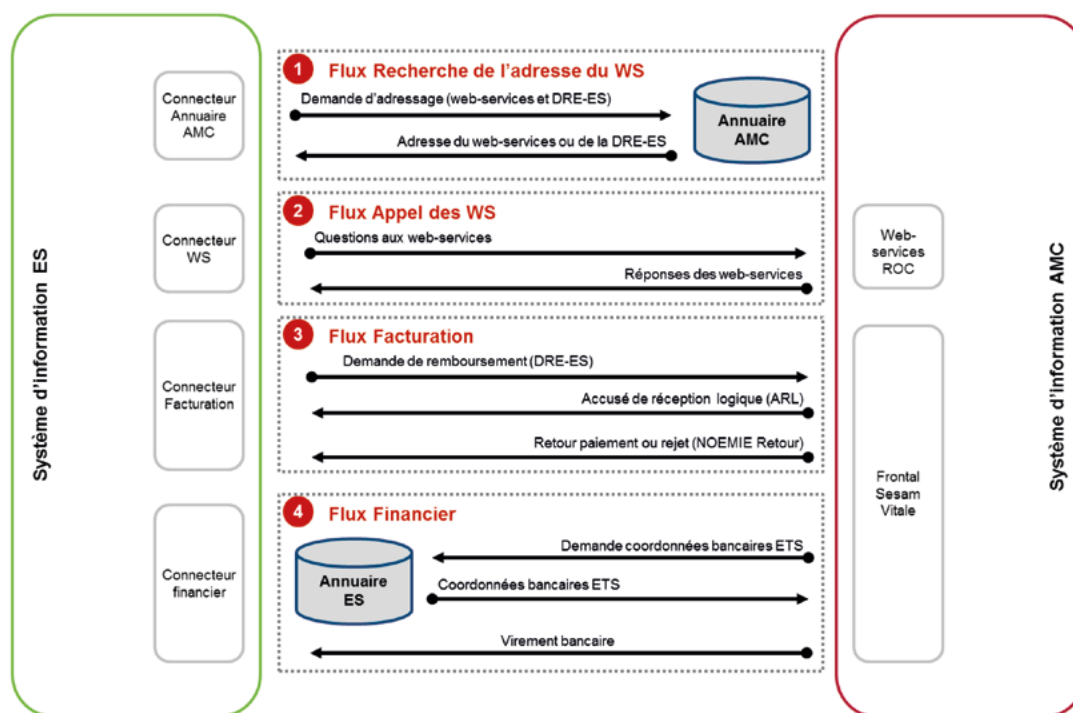 Système d'information ES
Connecteur
Annuaire
AMC
Connecteur
WS
Connecteur
Facturation
Connecteur
financier
1
Flux Recherche de l'adresse du WS
Demande d'adressage (web-services et DRE-ES)
Adresse du web-services ou de la DRE-ES
Annuaire
AMC
2
Flux Appel des WS
Questions aux web-services
Réponses des web-services
3
Flux Facturation
Demande de remboursement (DRE-ES)
Accusé de réception logique (ARL)
Retour paiement ou rejet (NOEMIE Retour)
4
Flux Financier
Annuaire
ES
Demande coordonnées bancaires ETS
Coordonnées bancaires ETS
Virement bancaire
Web-
services
ROC
Frontal
Sesam
Vitale
Système d'information AMC